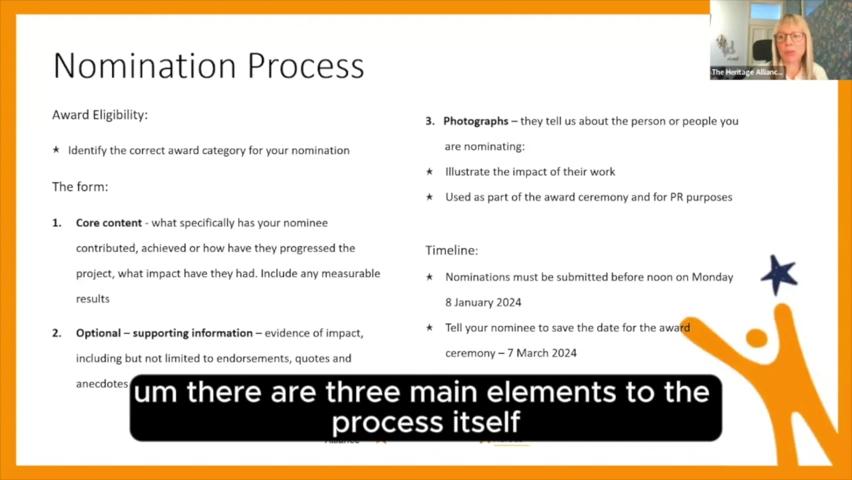 Nomination Process
Award Eligibility:
★ Identify the correct award category for your nomination
The form:
1. Core content - what specifically has your nominee
contributed, achieved or how have they progressed the
project, what impact have they had. Include any measurable
results
2. Optional – supporting information – evidence of impact,
including but not limited to endorsements, quotes and
anecdotes
3. Photographs – they tell us about the person or people you
are nominating:
★ Illustrate the impact of their work
★ Used as part of the award ceremony and for PR purposes
Timeline:
★ Nominations must be submitted before noon on Monday
8 January 2024
★ Tell your nominee to save the date for the award
ceremony – 7 March 2024
The Heritage Allianc...
um there are three main elements to the
process itself